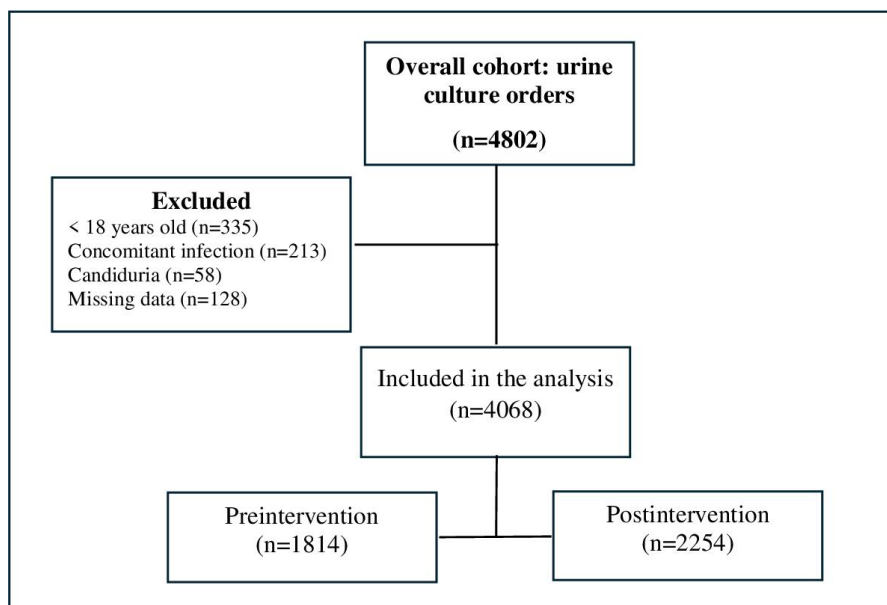 Overall cohort: urine
culture orders
(n=4802)
Excluded
< 18 years old (n=335)
Concomitant infection (n=213)
Candiduria (n=58)
Missing data (n=128)
Included in the analysis
(n=4068)
Preintervention
(n=1814)
Postintervention
(n=2254)